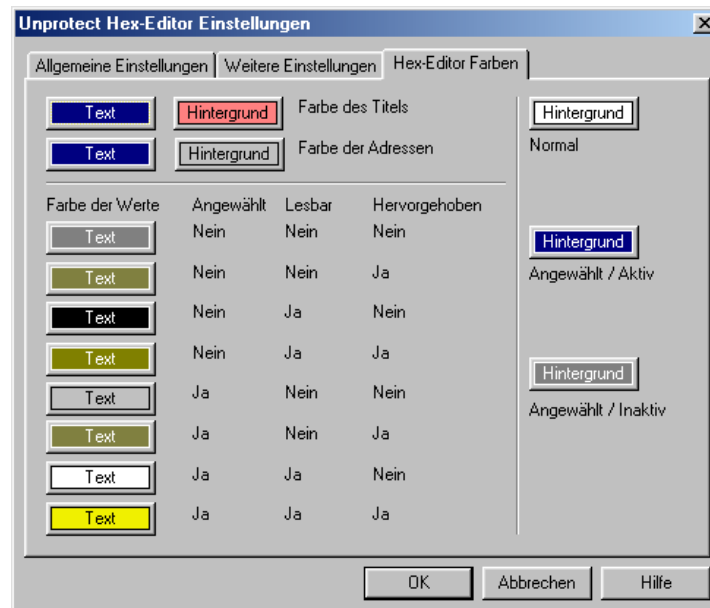 Unprotect Hex-Editor Einstellungen
Allgemeine Einstellungen Weitere Einstellungen Hex-Editor Farben
Text Hintergrund Farbe des Titels
Text Hintergrund Farbe der Adressen
Farbe der Werte Angewählt Lesbar Hervorgehoben
Text Nein Nein Nein
Text Nein Nein Ja
Text Nein Ja Nein
Text Nein Ja Ja
Text Ja Nein Nein
Text Ja Nein Ja
Text Ja Ja Nein
Text Ja Ja Ja
Hintergrund
Normal
Hintergrund
Angewählt / Aktiv
Hintergrund
Angewählt / Inaktiv
OK Abbrechen Hilfe